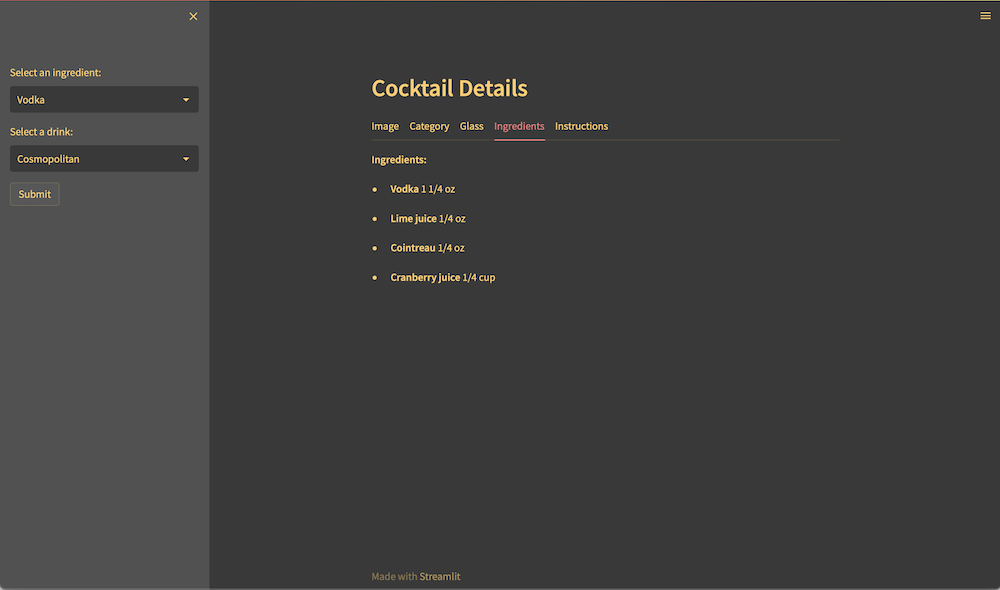 Select an ingredient:
Vodka
Select a drink:
Cosmopolitan
Submit
Cocktail Details
Image Category Glass Ingredients Instructions
Ingredients:
Vodka 1 1/4 oz
Lime juice 1/4 oz
Cointreau 1/4 oz
Cranberry juice 1/4 cup
Made with Streamlit